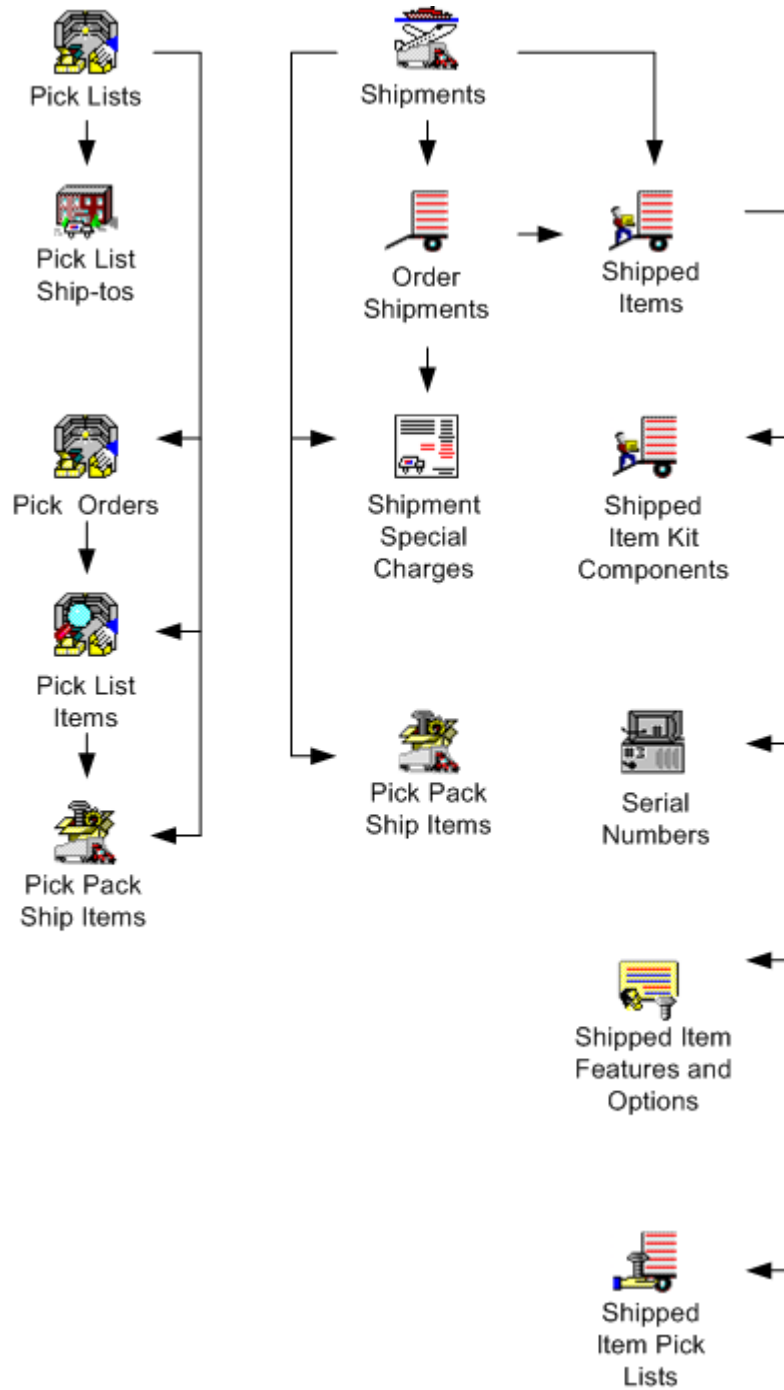 Pick Lists
Shipments
Pick List
Ship-tos
Order
Shipments
Shipped
Items
Pick Orders
Shipment
Special
Charges
Shipped
Item Kit
Components
Pick List
Items
Pick Pack
Ship Items
Serial
Numbers
Pick Pack
Ship Items
Shipped Item
Features and
Options
Shipped
Item Pick
Lists